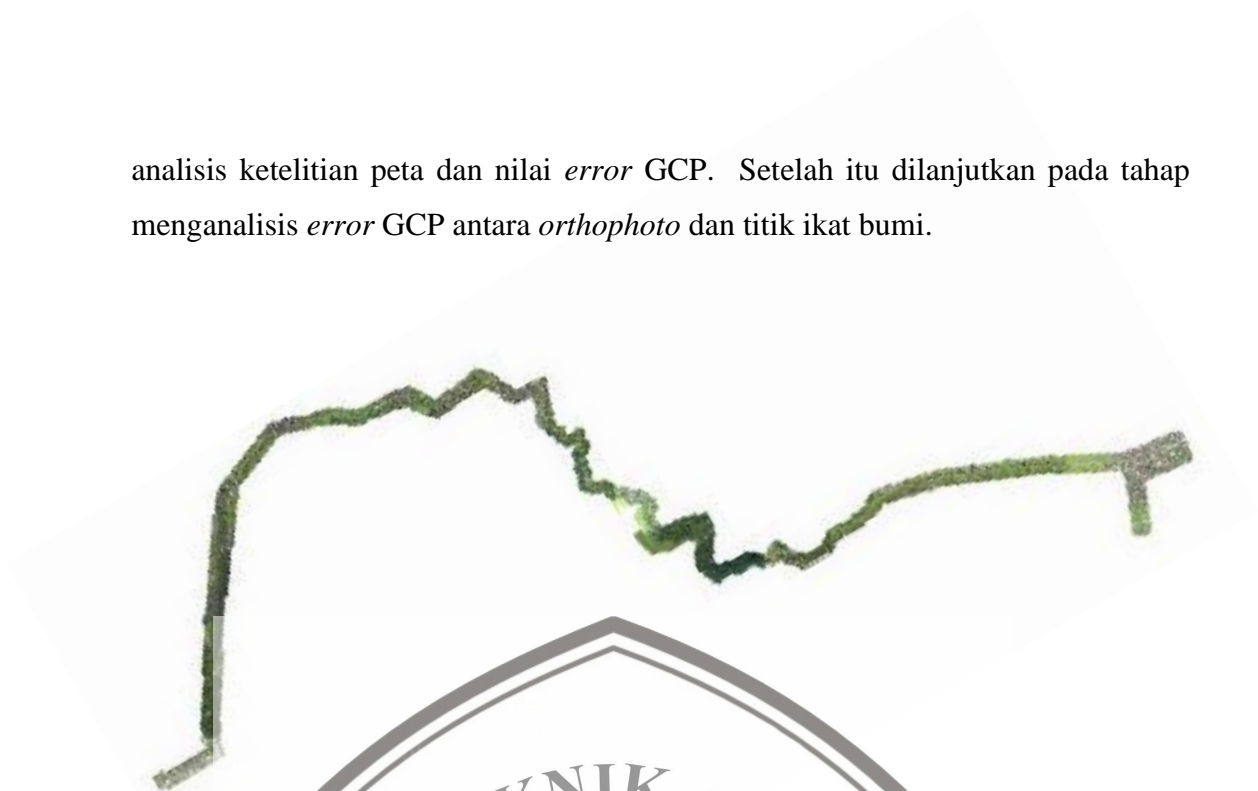 analisis ketelitian peta dan nilai error GCP. Setelah itu dilanjutkan pada tahap
menganalisis error GCP antara orthophoto dan titik ikat bumi.